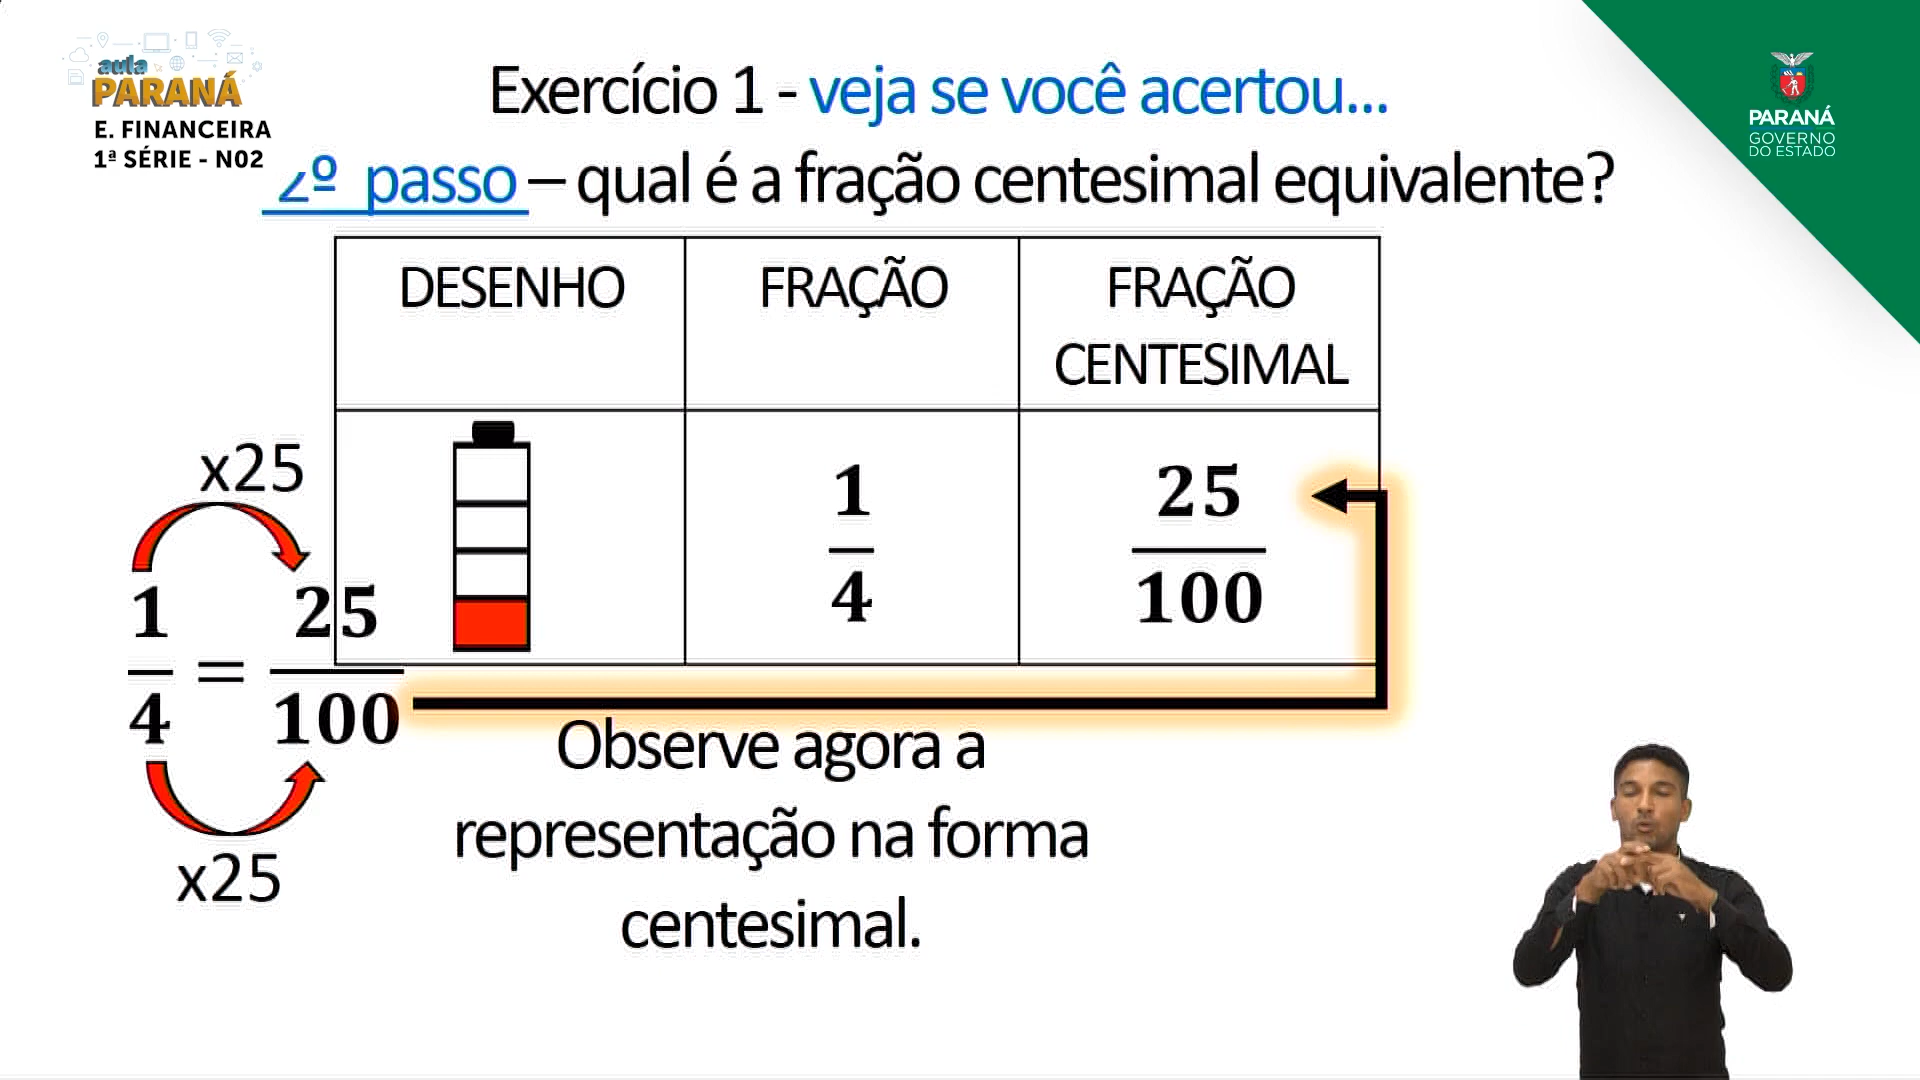 aula
PARANÁ
E. FINANCEIRA
1ª SÉRIE - N02
Exercício 1 - veja se você acertou...
2º passo – qual é a fração centesimal equivalente?
PARANÁ
GOVERNO
DO ESTADO
DESENHO
FRAÇÃO
FRAÇÃO
CENTESIMAL
1
4
25
100
x25
1
4
=
25
100
x25
Observe agora a
representação na forma
centesimal.